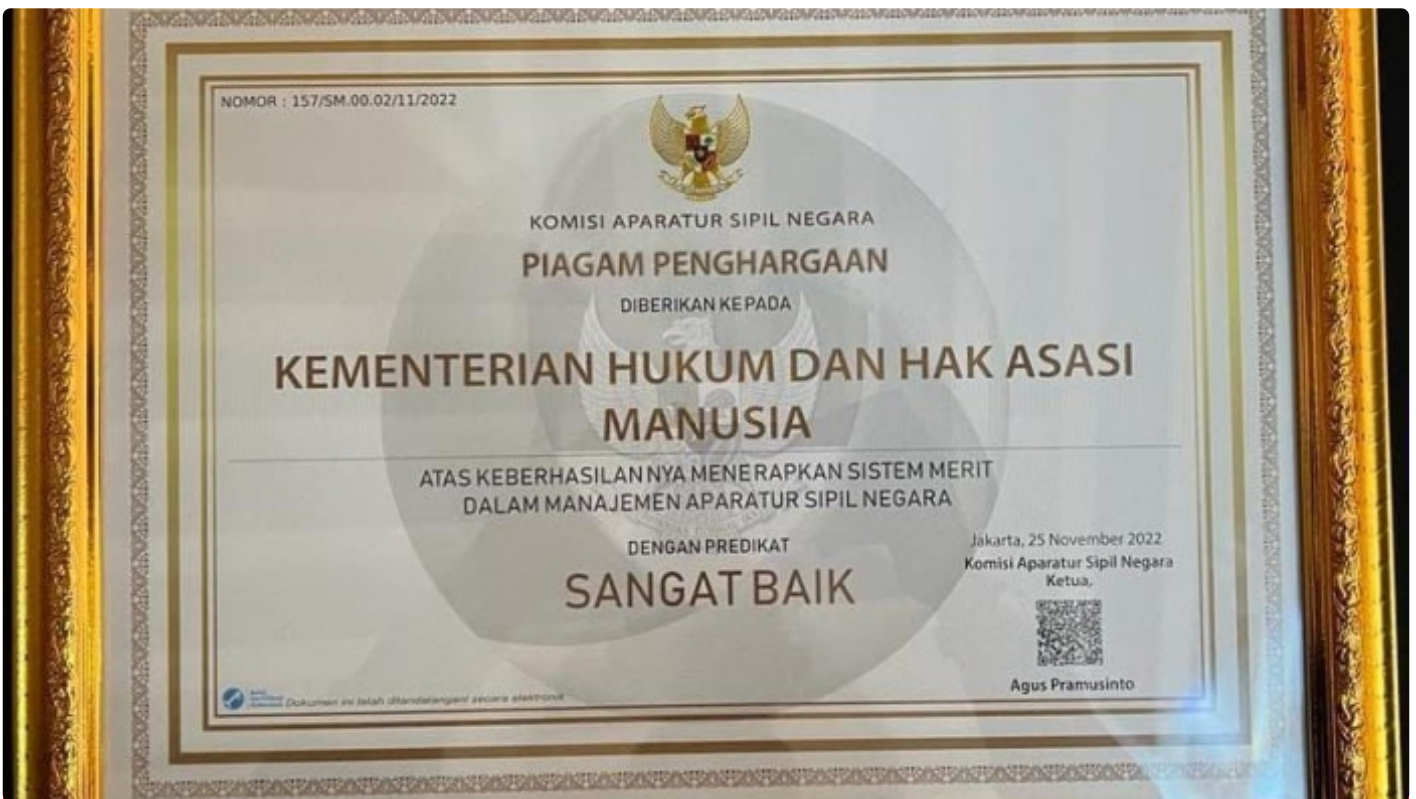 NOMOR : 157/SM.00.02/11/2022
KOMISI APARATUR SIPIL NEGARA
PIAGAM PENGHARGAAN
DIBERIKAN KEPADA
KEMENTERIAN HUKUM DAN HAK ASASI
MANUSIA
ATAS KEBERHASILANNYA MENERAPKAN SISTEM MERIT
DALAM MANAJEMEN APARATUR SIPIL NEGARA
DENGAN PREDIKAT
SANGAT BAIK
Jakarta, 25 November 2022
Komisi Aparatur Sipil Negara
Ketua,
Agus Pramusinto
Dokumen ini telah ditandatangani secara elektronik